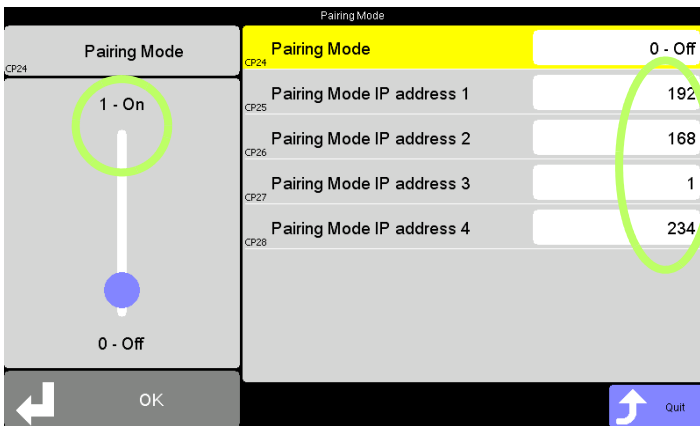 Pairing Mode
Pairing Mode
CP24
1 - On
0 - Off
OK
Pairing Mode
0 - Off
CP24
Pairing Mode IP address 1
192
CP25
Pairing Mode IP address 2
168
CP26
Pairing Mode IP address 3
1
CP27
Pairing Mode IP address 4
234
CP28
Quit